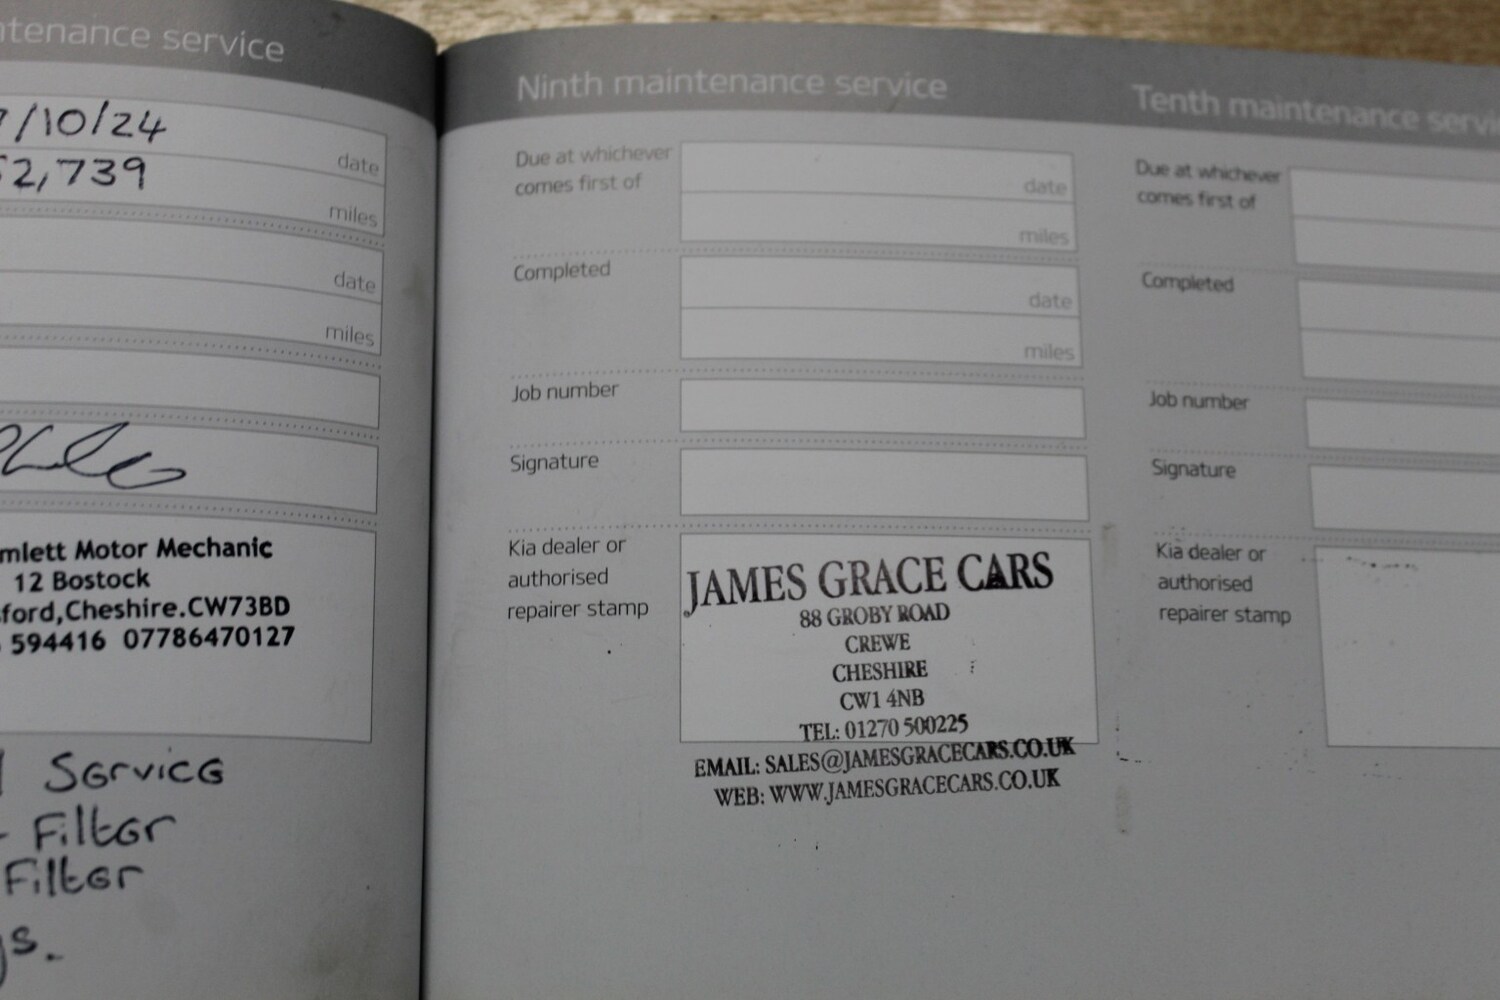 ntenance service
/10/24
date
2,739
miles
date
miles
mlett Motor Mechanic
12 Bostock
sford,Cheshire.CW73BD
594416 07786470127
Service
Filter
Filter
gs.
Ninth maintenance service
Due at whichever
comes first of
date
miles
Completed
date
miles
Job number
Signature
Kia dealer or
authorised
repairer stamp
JAMES GRACE CARS
88 GROBY ROAD
CREWE
CHESHIRE
CW1 4NB
TEL: 01270 500225
EMAIL: SALES@JAMESGRACECARS.CO.UK
WEB: WWW.JAMESGRACECARS.CO.UK
Tenth maintenance servi
Due at whichever
comes first of
Completed
Job number
Signature
Kia dealer or
authorised
repairer stamp